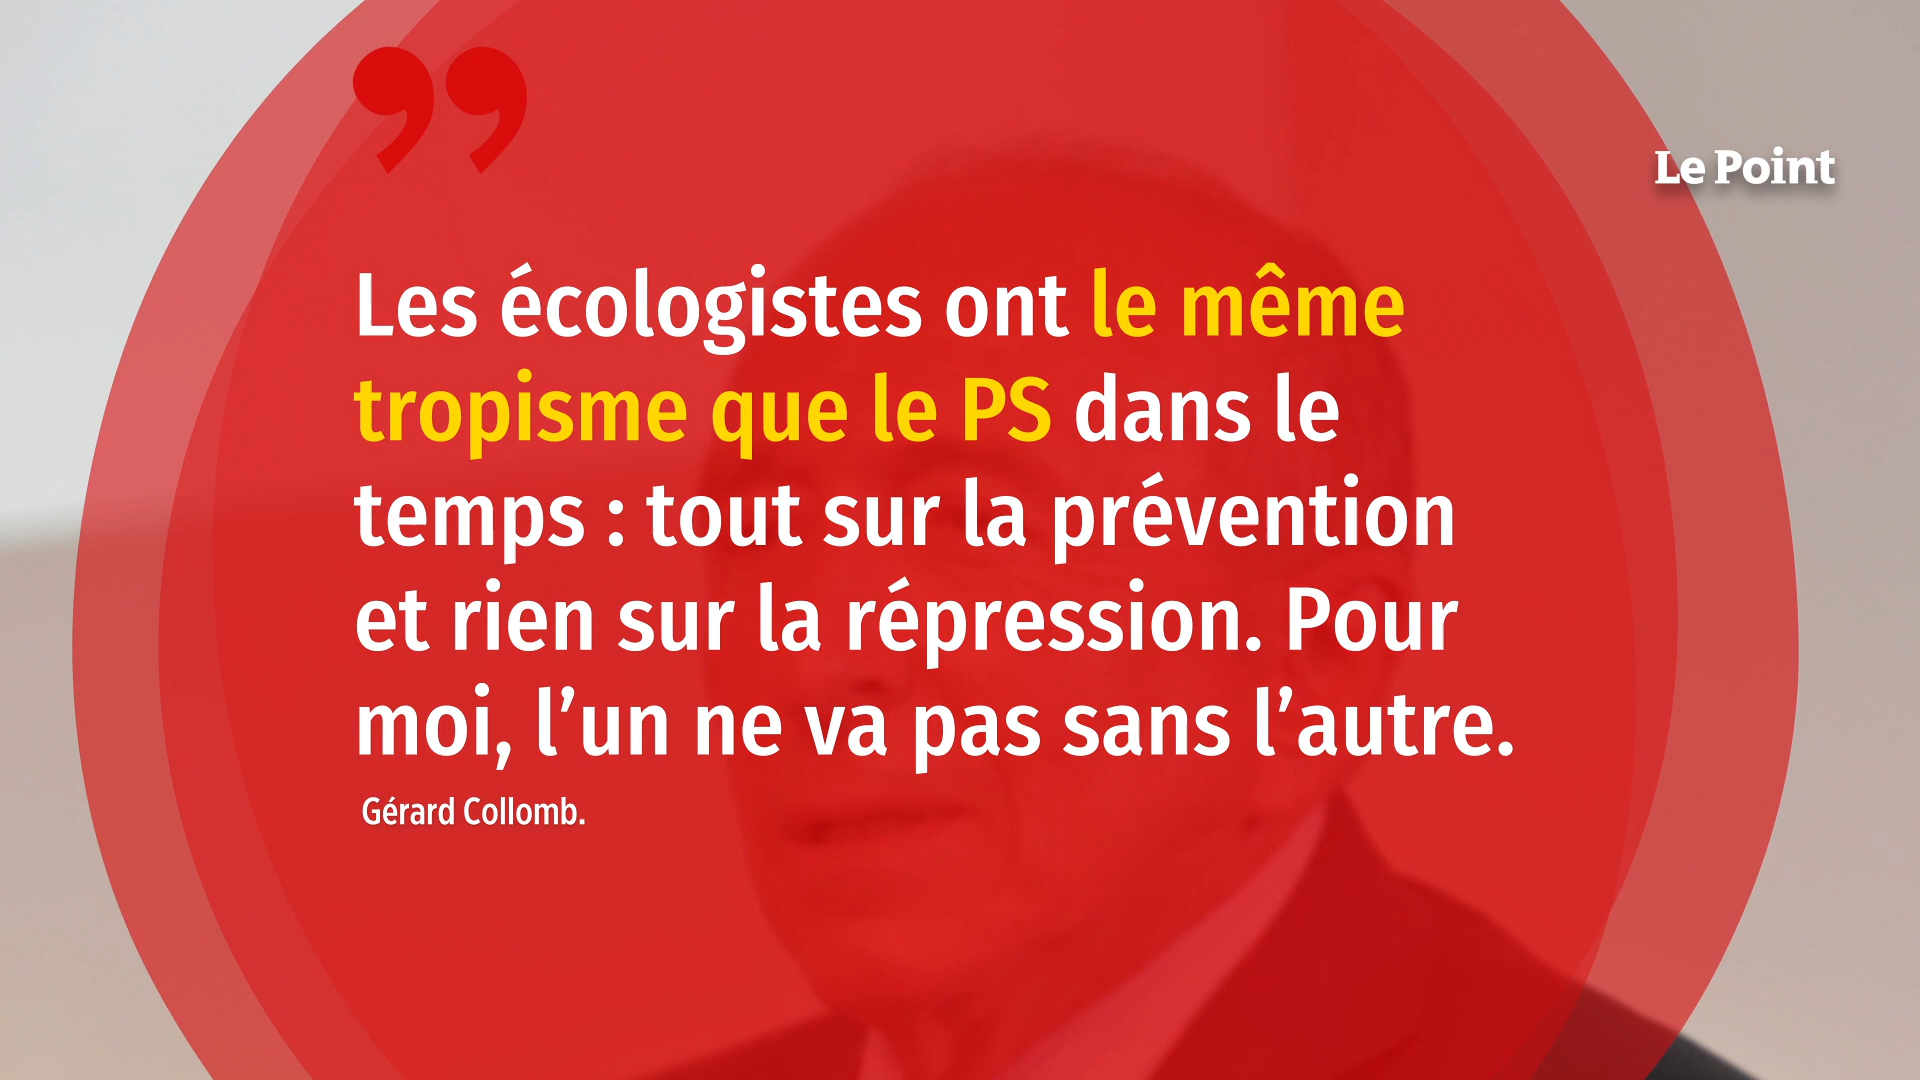 ”
Le Point
Les écologistes ont le même
tropisme que le PS dans le
temps : tout sur la prévention
et rien sur la répression. Pour
moi, l’un ne va pas sans l’autre.
Gérard Collomb.